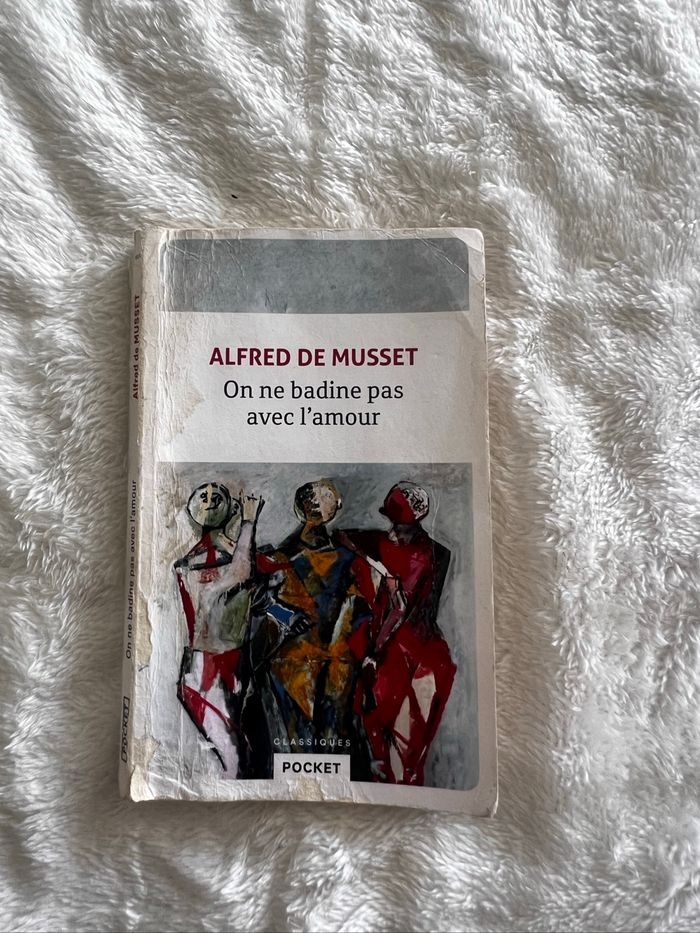 ALFRED DE MUSSET
On ne badine pas
avec l'amour
CLASSIQUES
POCKET
Alfred de MUSSET
On ne badine pas avec l'amour
POCKET